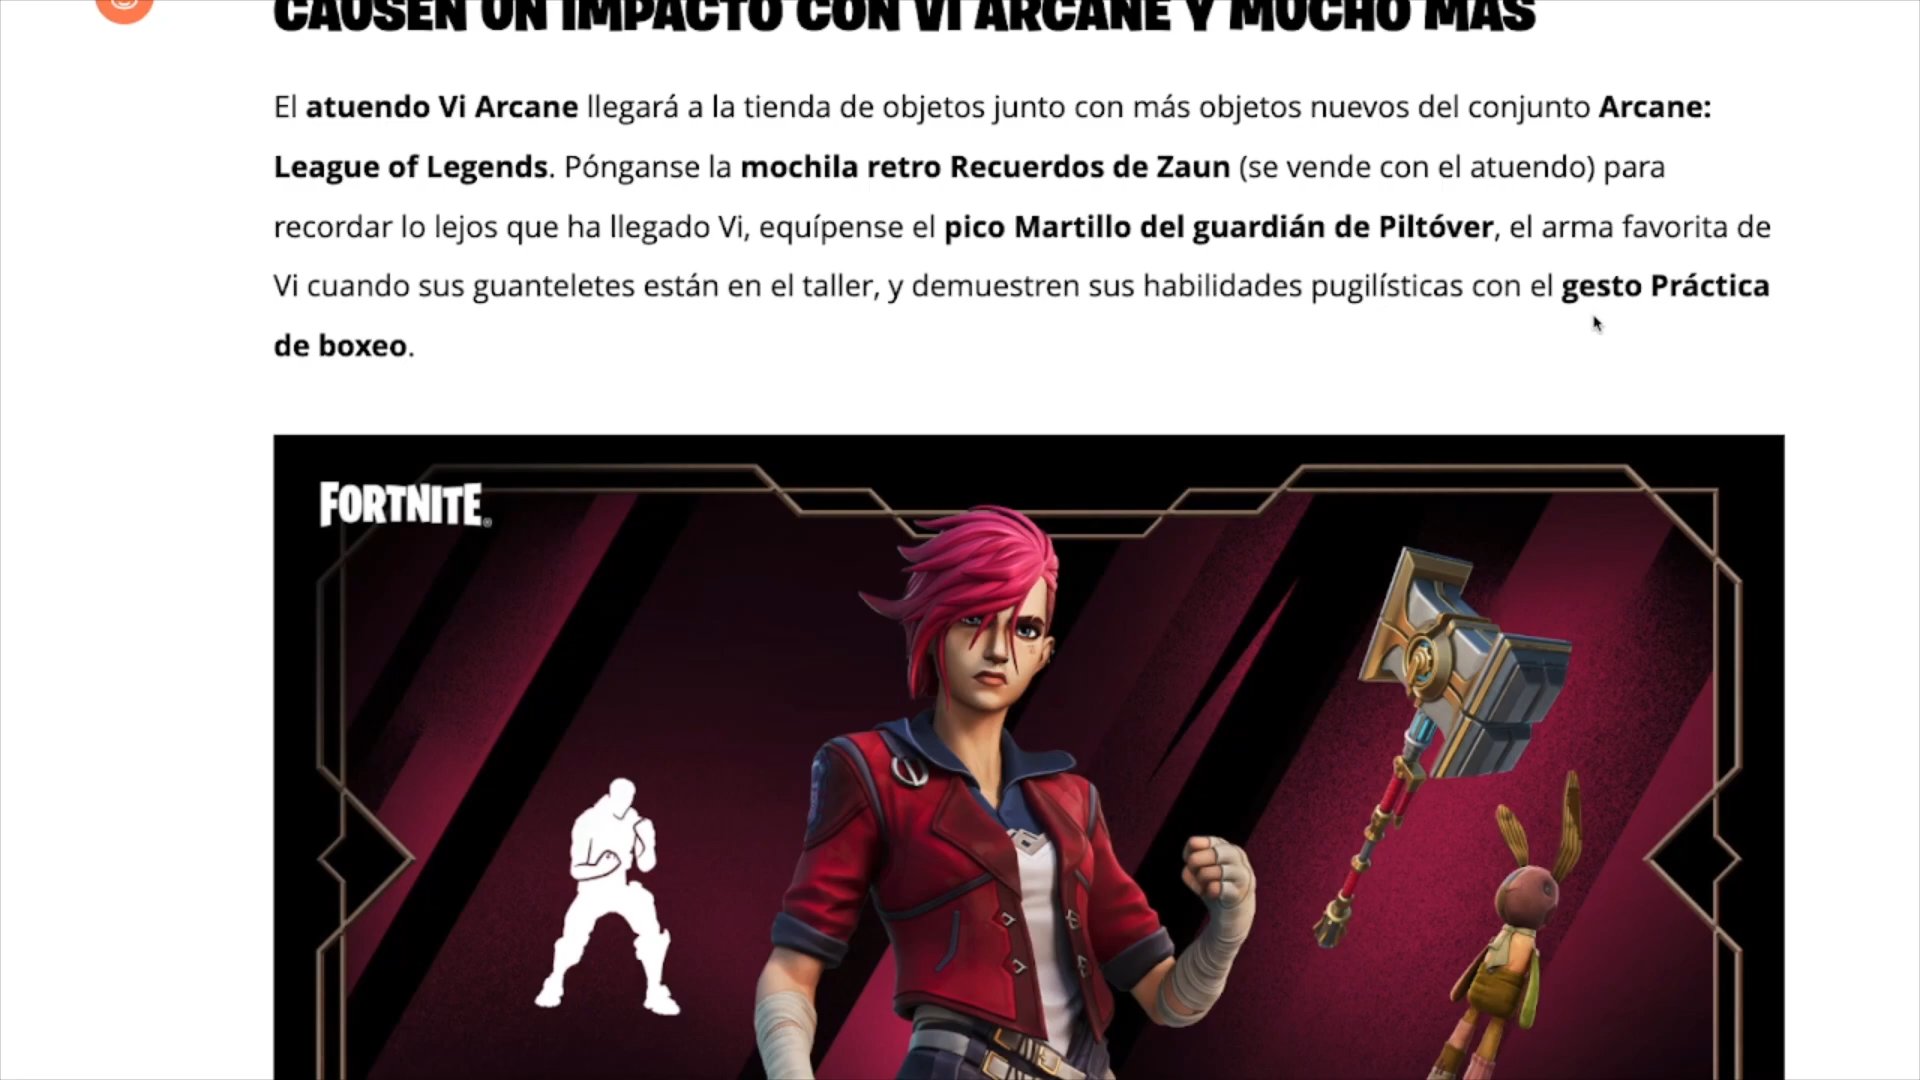 CAUSEN UN IMPACTO CON VI ARCANE Y MUCHO MÁS
El atuendo Vi Arcane llegará a la tienda de objetos junto con más objetos nuevos del conjunto Arcane:
League of Legends. Pónganse la mochila retro Recuerdos de Zaun (se vende con el atuendo) para
recordar lo lejos que ha llegado Vi, equípense el pico Martillo del guardián de Piltóver, el arma favorita de
Vi cuando sus guanteletes están en el taller, y demuestren sus habilidades pugilísticas con el gesto Práctica
de boxeo.
FORTNITE